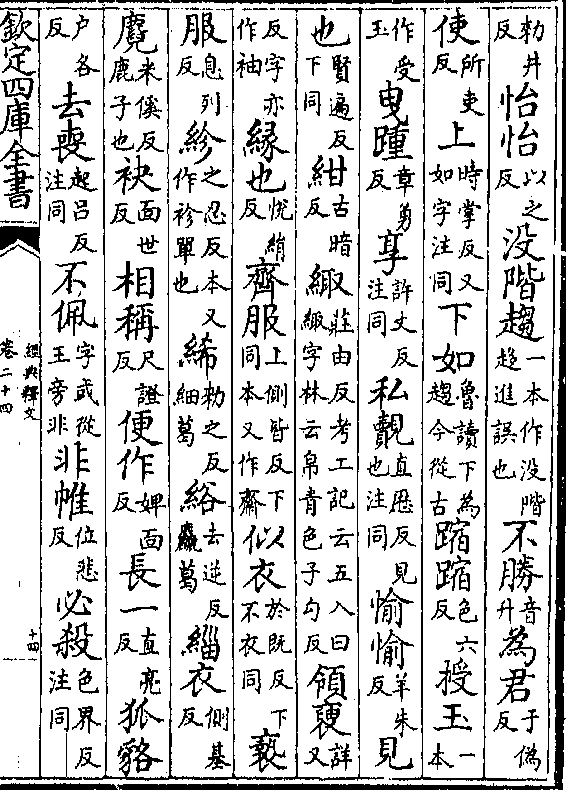 勅井反怡怡以之反没階趨一本作没階趨進誤也不勝音升為君于偽反
使所吏反上時掌反又如字注同下如魯讀下為趨今從古蹜蹜色六反授玉一本
作受玉曳踵章勇反享許丈反注同私覿直歴反見也注同愉愉羊朱反見
賢遍反也下同紺古暗反緅莊由反考工記云五入曰緅字林云帛青色子勾反領䙅詳又
反字亦作袖緣也恱絹反齊服上側皆反下同本又作齋似衣於既反下不衣同褻
服息列反紾之忍反本又作袗單也絺勅之反細葛綌去逆反麤葛緇衣側基反
麑米傒反鹿子也袂面世反相稱尺證反便作婢面反長一直亮反狐貉
户各反去喪起吕反注同不佩字或從王旁非非帷位悲反必殺色界反注同
欽定四庫全書
經典釋文
卷二十四
十四